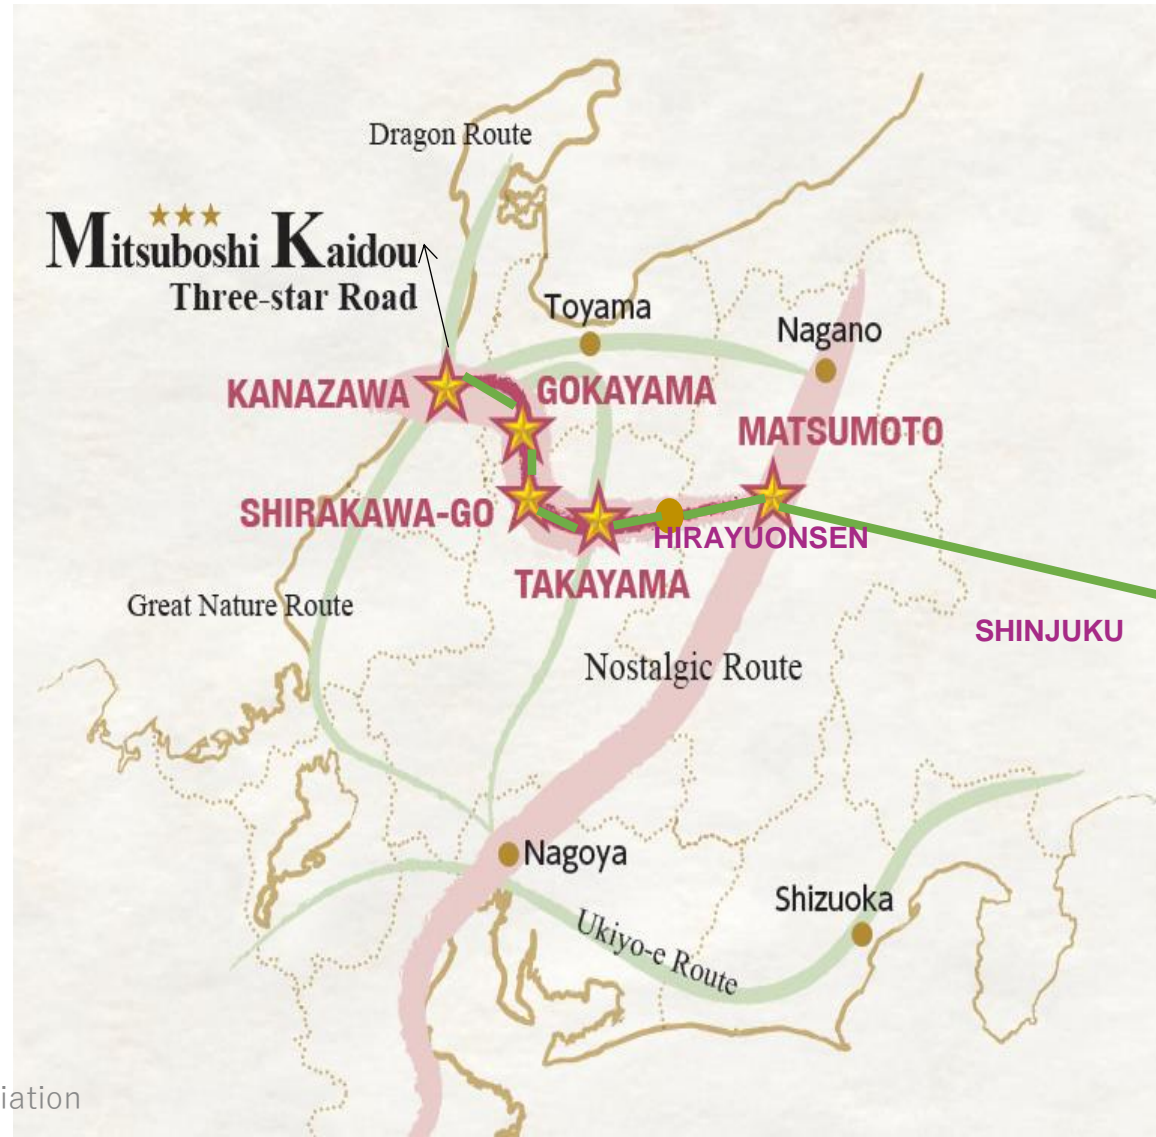 Dragon Route
Mitsuboshi Kaidou
Three-star Road
Toyama
Nagano
KANAZAWA
GOKAYAMA
MATSUMOTO
SHIRAKAWA-GO
HIRAYUONSEN
TAKAYAMA
Great Nature Route
SHINJUKU
Nostalgic Route
Nagoya
Shizuoka
Ukiyo-e Route
iation